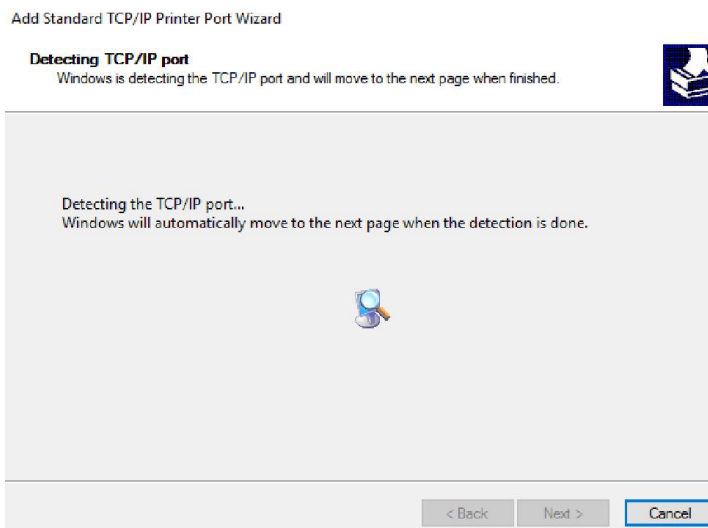 Add Standard TCP/IP Printer Port Wizard
Detecting TCP/IP port
Windows is detecting the TCP/IP port and will move to the next page when finished.
Detecting the TCP/IP port...
Windows will automatically move to the next page when the detection is done.
< Back Next > Cancel